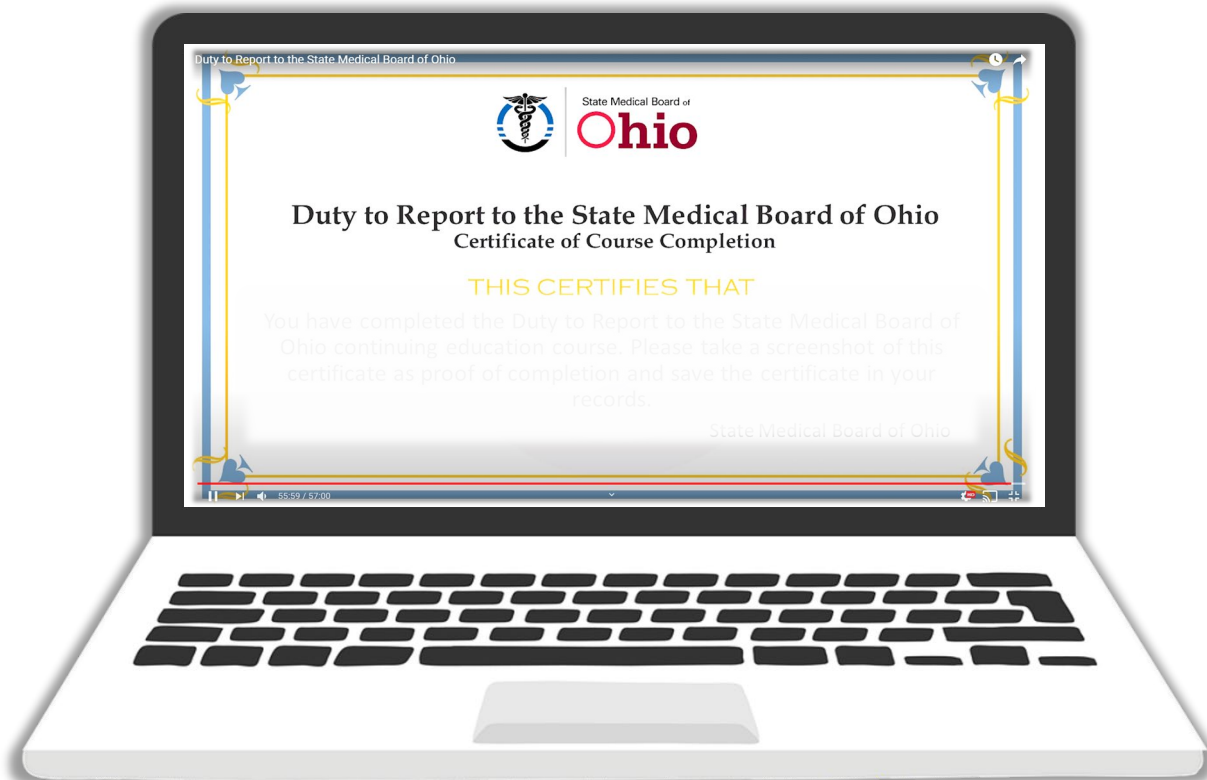 Duty to Report to the State Medical Board of Ohio
State Medical Board of
Ohio
Duty to Report to the State Medical Board of Ohio
Certificate of Course Completion
THIS CERTIFIES THAT
You have completed the Duty to Report to the State Medical Board of
Ohio continuing education course. Please take a screenshot of this
certificate as proof of completion and save the certificate in your
records.
State Medical Board of Ohio
55:59 / 57:00